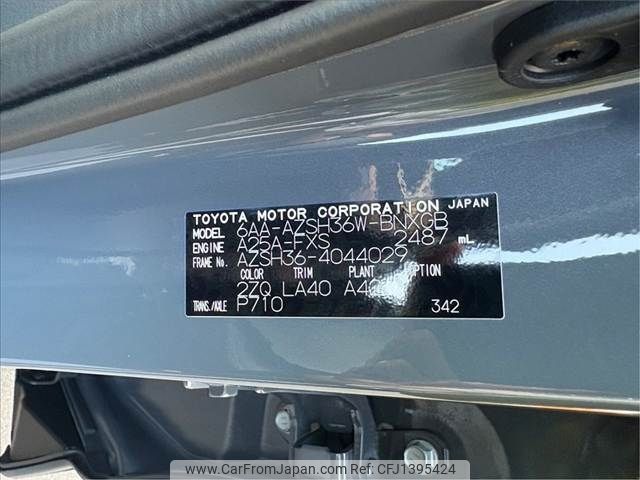 TOYOTA MOTOR CORPORATION JAPAN
MODEL 6AA-AZSH36W-BNXGB
ENGINE A25A-FXS 2487 mL
FRAME No. AZSH36-4044029
COLOR TRIM PLANT OPTION
2ZQ LA40
TRANS./AXLE P710 342
www.CarFromJapan.com Ref: CFJ1395424